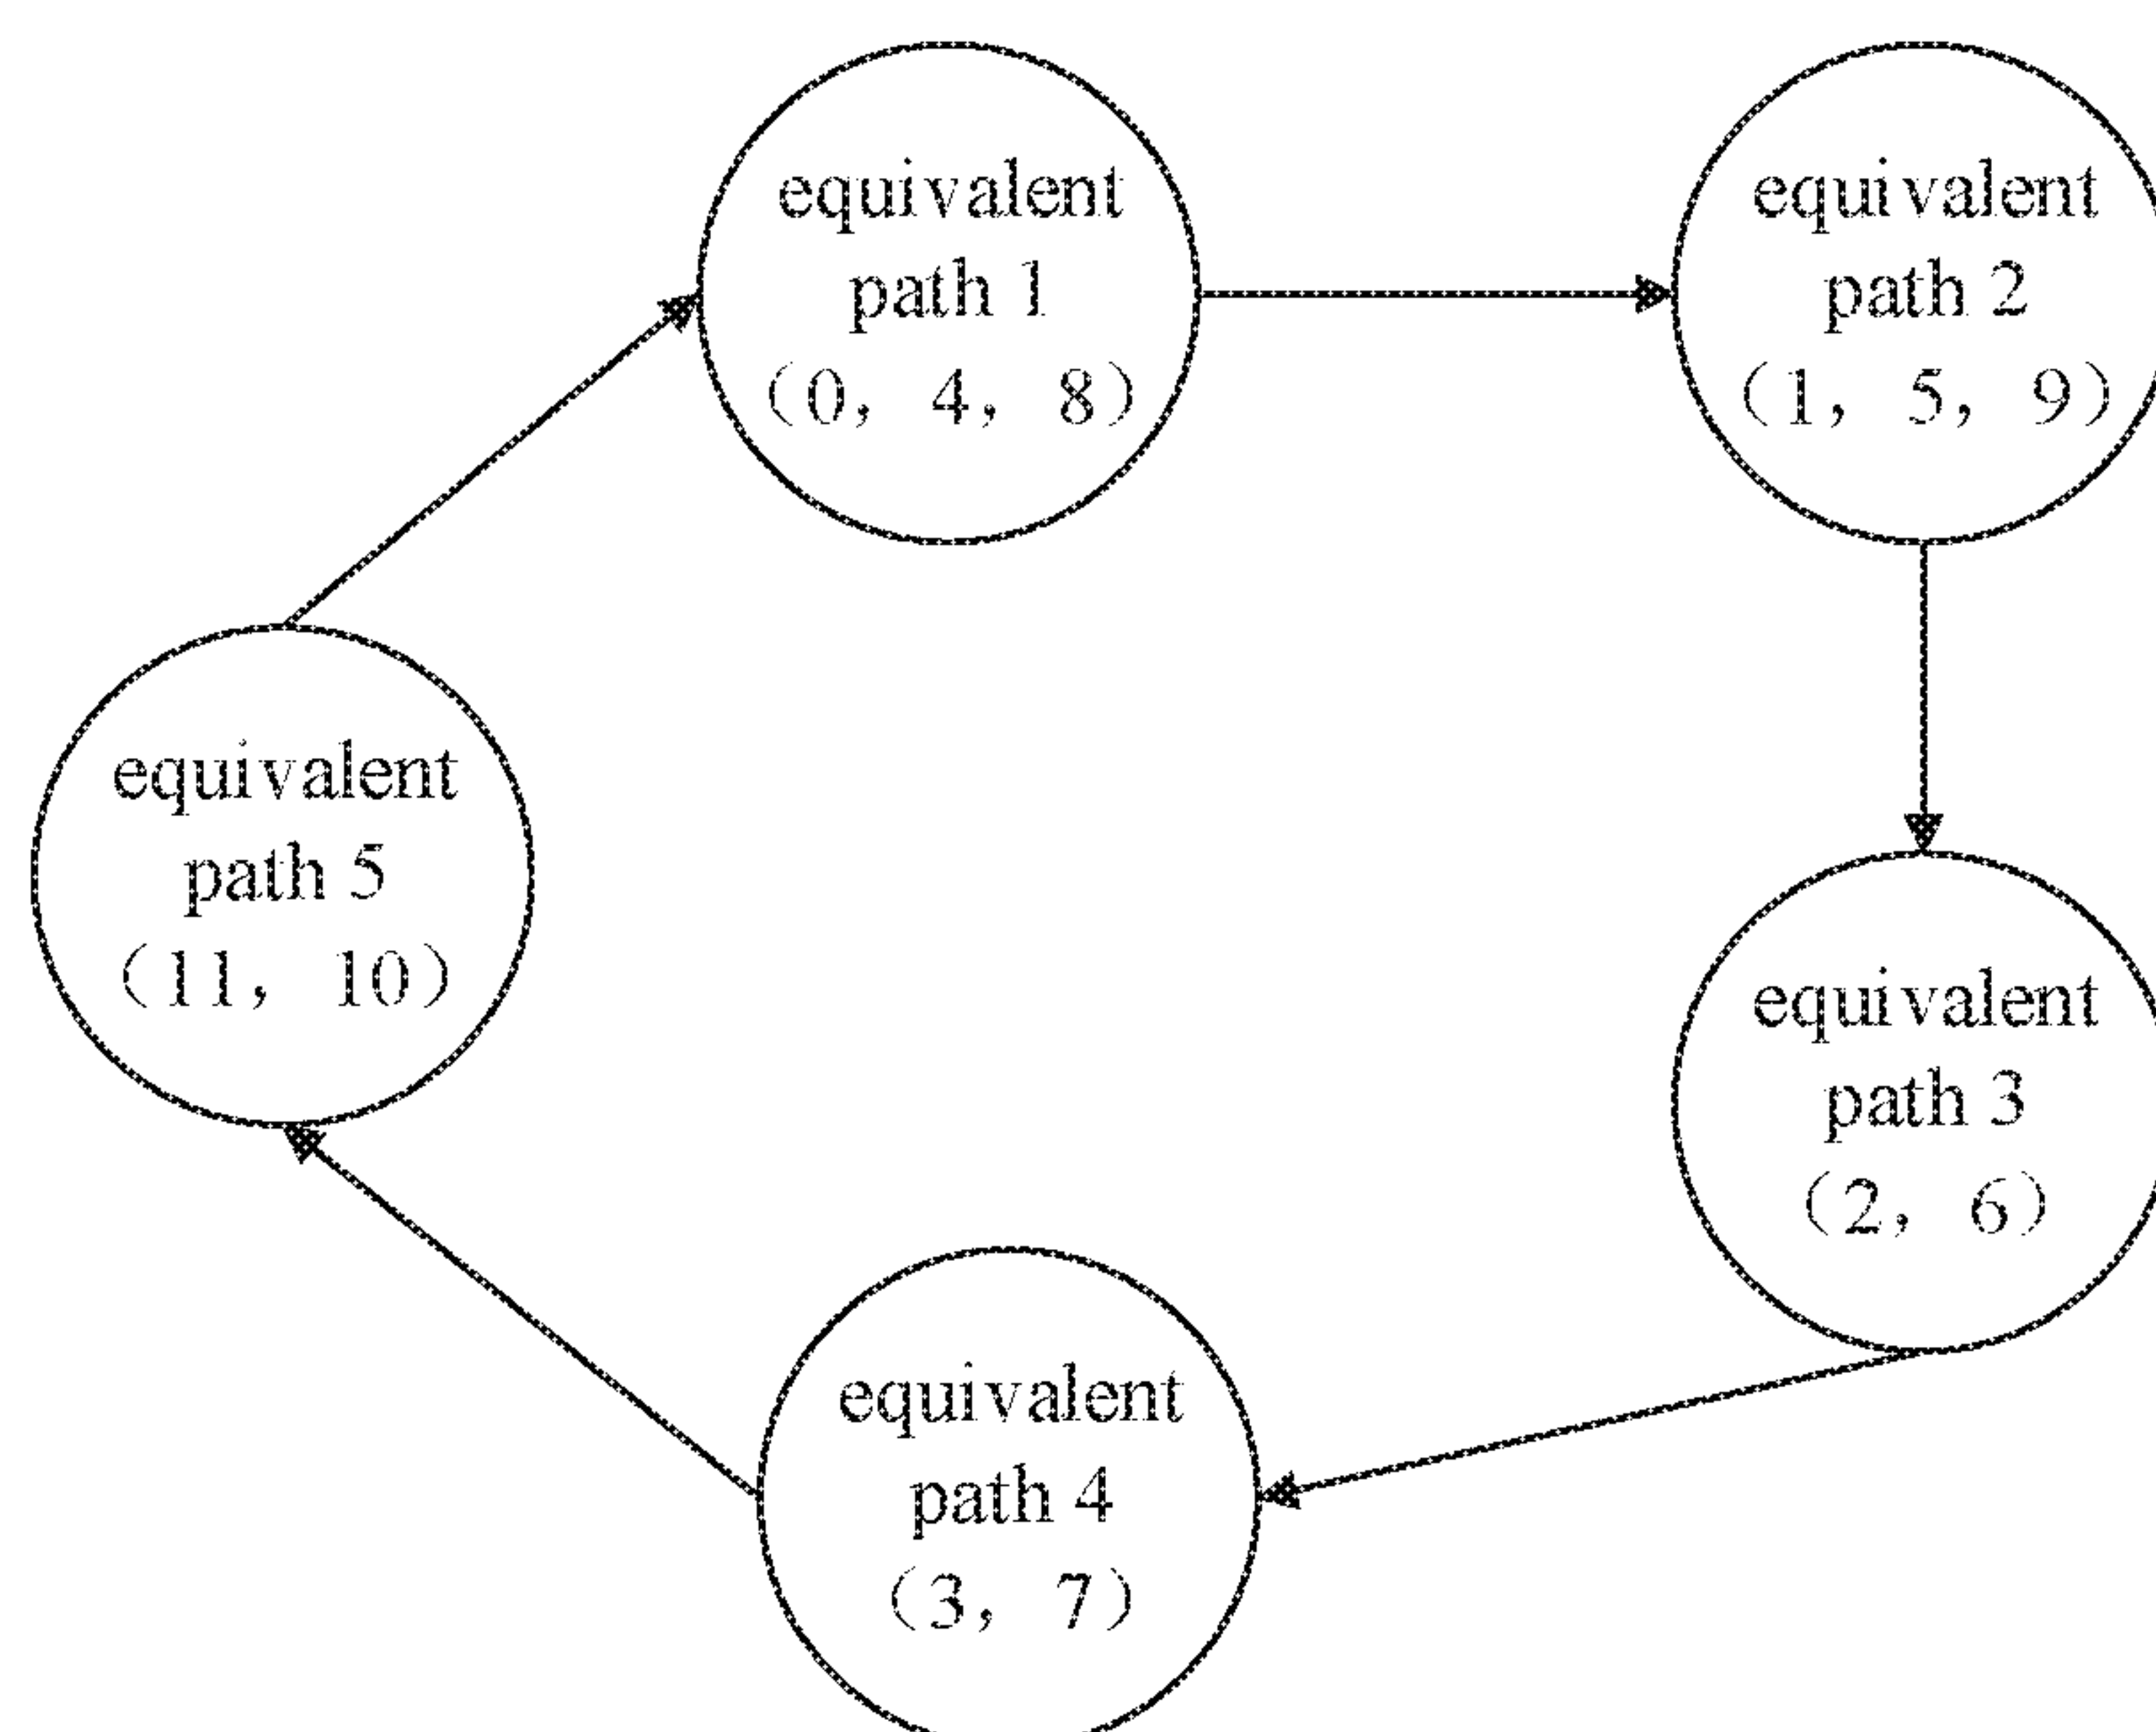 equivalent
path 1
(0, 4, 8)
equivalent
path 2
(1, 5, 9)
equivalent
path 5
(11, 10)
equivalent
path 3
(2, 6)
equivalent
path 4
(3, 7)